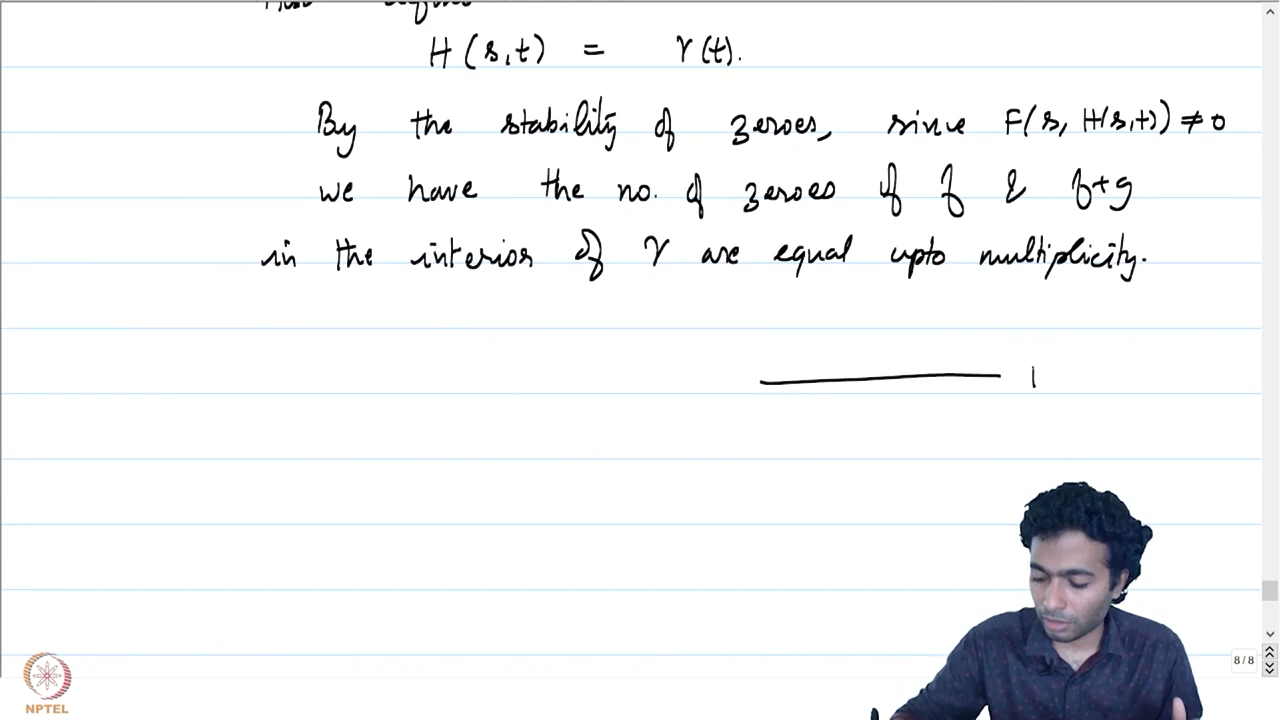 H(s,t) = γ(t).
By the stability of zeroes, since F(s, H(s,t)) ≠ 0
we have the no. of zeroes of f & f+g
in the interior of γ are equal upto multiplicity.
8 / 8
NPTEL